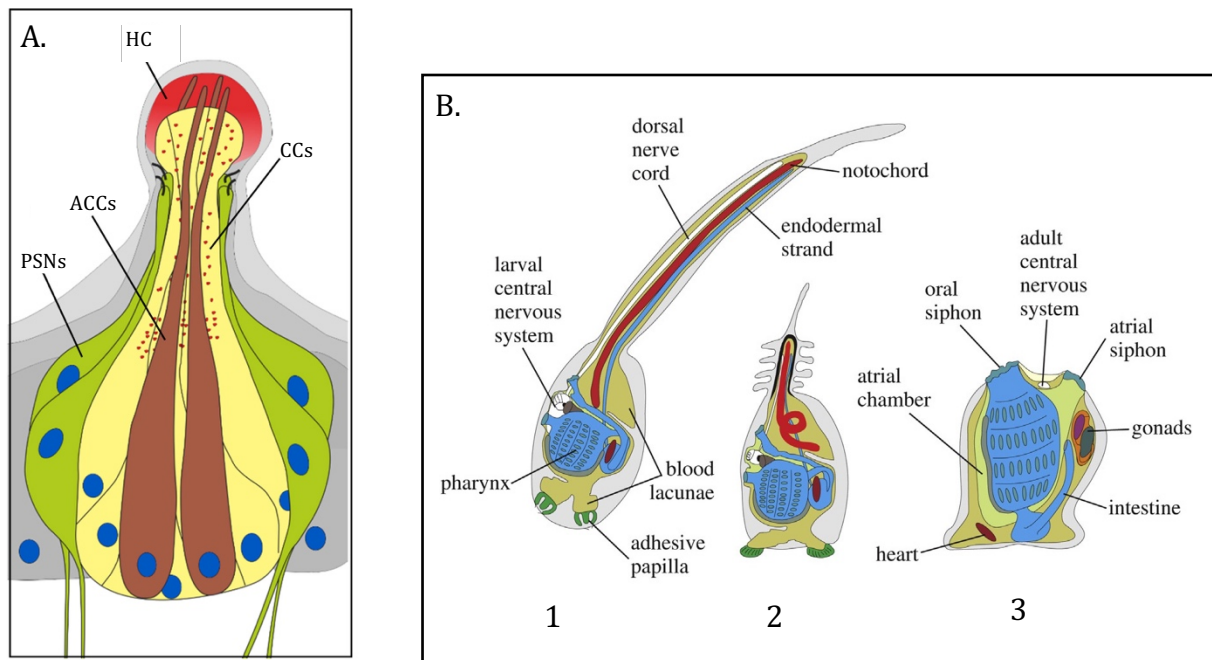 A.
HC
CCs
ACCs
PSNs
B.
dorsal
nerve
cord
notochord
endodermal
strand
larval
central
nervous
system
pharynx
blood
lacunae
adhesive
papilla
adult
central
nervous
system
oral
siphon
atrial
siphon
atrial
chamber
gonads
intestine
heart
1
2
3